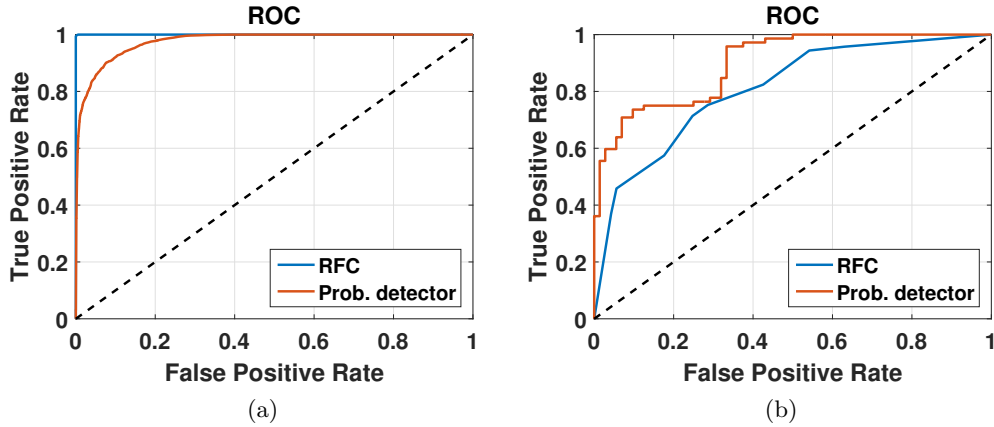 ROC
True Positive Rate
1
0.8
0.6
0.4
0.2
0
RFC
Prob. detector
0 0.2 0.4 0.6 0.8 1
False Positive Rate
(a)
ROC
True Positive Rate
1
0.8
0.6
0.4
0.2
0
RFC
Prob. detector
0 0.2 0.4 0.6 0.8 1
False Positive Rate
(b)